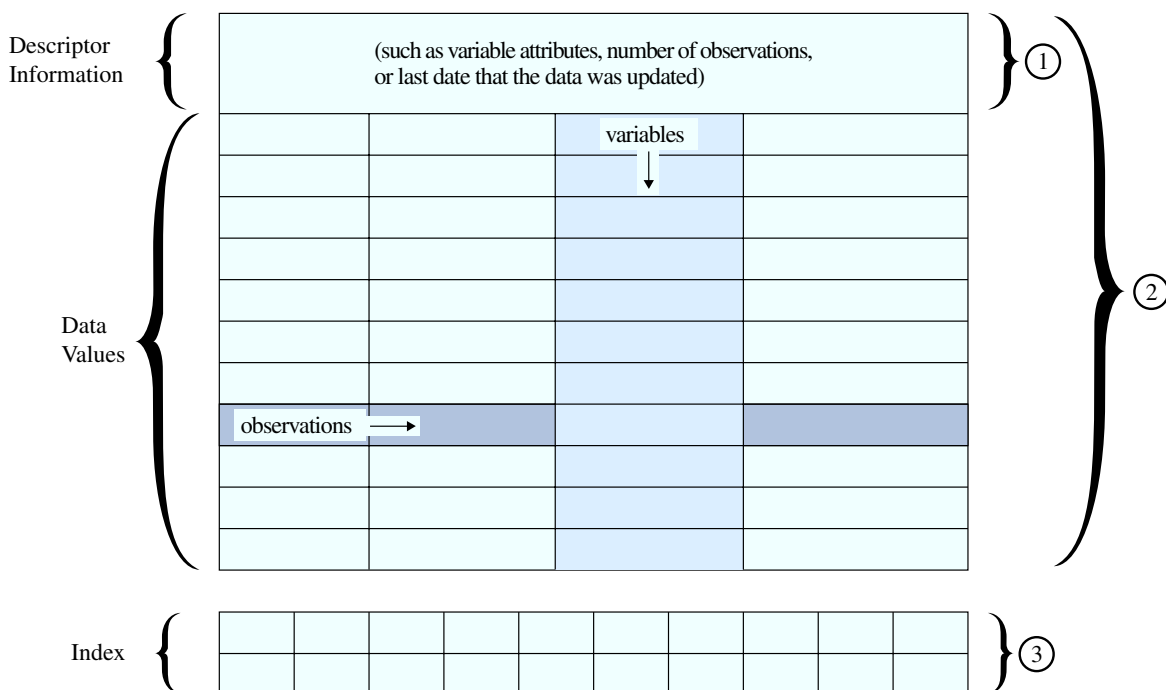 Descriptor
Information
(such as variable attributes, number of observations,
or last date that the data was updated)
1
variables
2
Data
Values
observations
Index
3